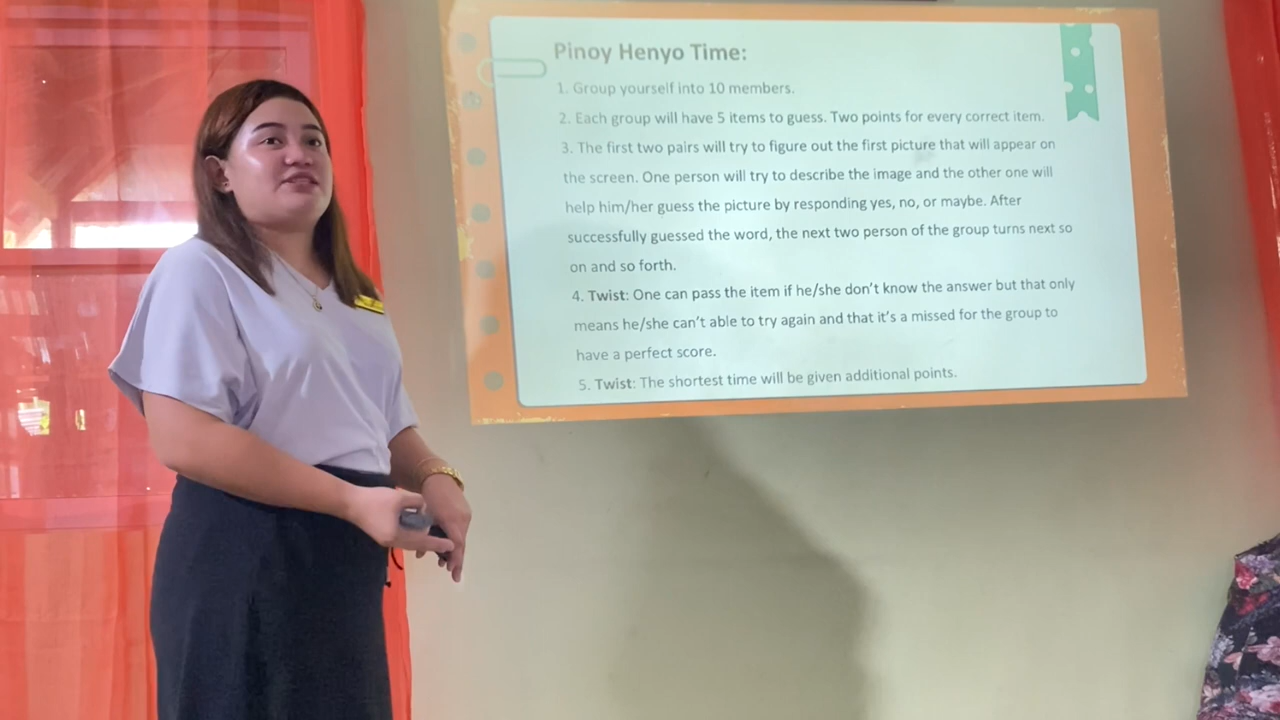 Pinoy Henyo Time:
1. Group yourself into 10 members.
2. Each group will have 5 items to guess. Two points for every correct item.
3. The first two pairs will try to figure out the first picture that will appear on
the screen. One person will try to describe the image and the other one will
help him/her guess the picture by responding yes, no, or maybe. After
successfully guessed the word, the next two person of the group turns next so
on and so forth.
4. Twist: One can pass the item if he/she don't know the answer but that only
means he/she can't able to try again and that it's a missed for the group to
have a perfect score.
5. Twist: The shortest time will be given additional points.